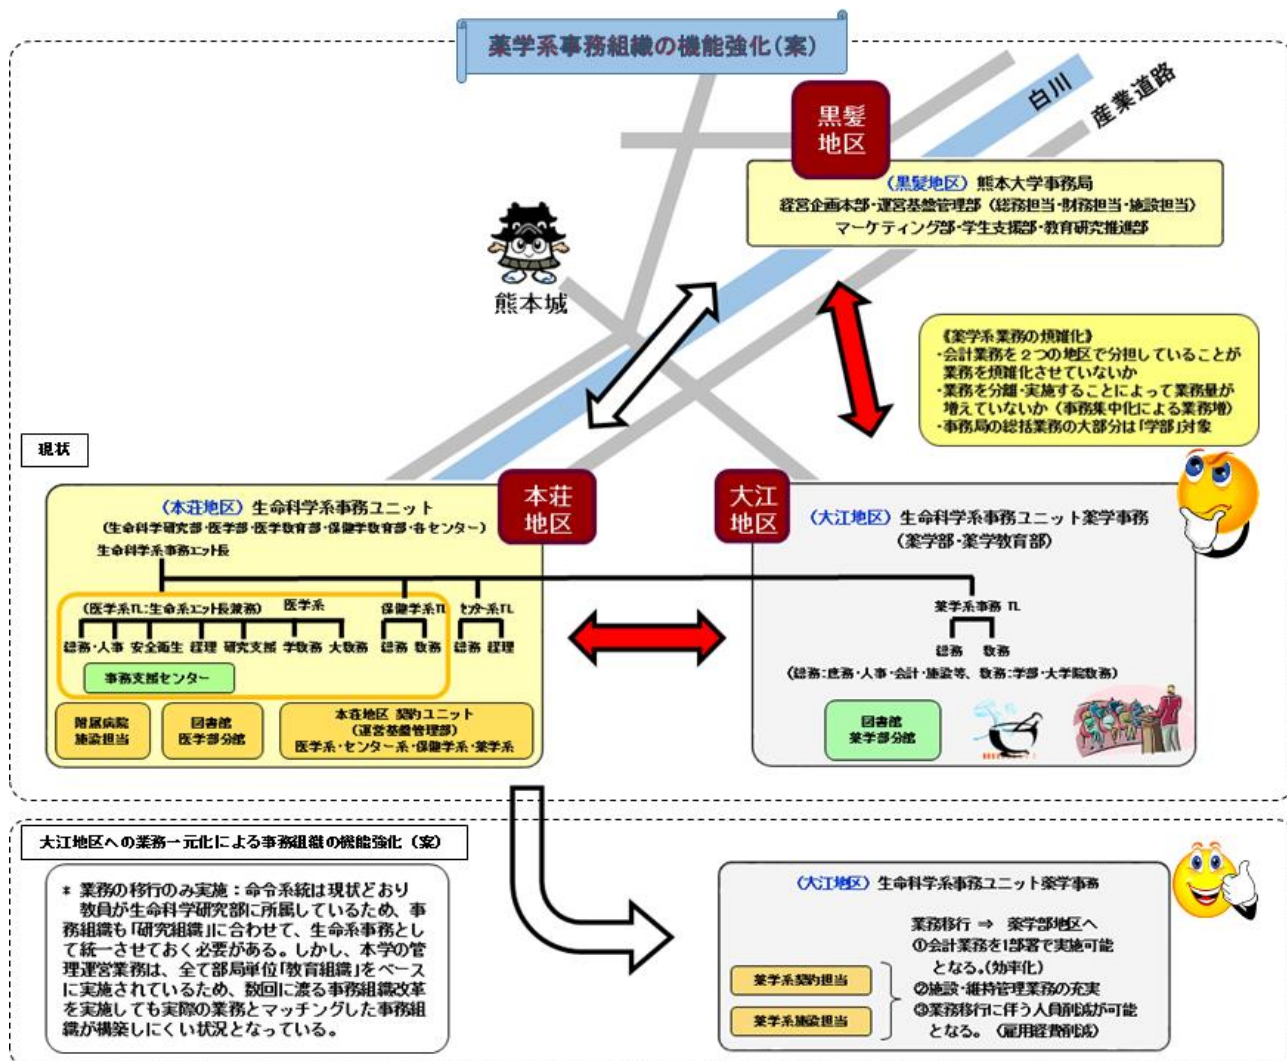 薬学系事務組織の機能強化(案)
白川
産業道路
黒髪
地区
(黒髪地区) 熊本大学事務局
経営企画本部・運営基盤管理部 (総務担当・財務担当・施設担当)
マーケティング部・学生支援部・教育研究推進部
熊本城
《薬学系業務の煩雑化》
・会計業務を2つの地区で分担していることが
業務を煩雑化させていないか
・業務を分離・実施することによって業務量が
増えていないか (事務集中化による業務増)
・事務局の総括業務の大部分は「学部」対象
現状
本荘
地区
(本荘地区) 生命科学系事務ユニット
(生命科学研究部・医学部・医学教育部・保健学教育部・各センター)
生命科学系事務ユニット長
(医学系TL:生命系ユニット長兼務) 医学系
保健学系TL
センター系TL
総務・人事 安全衛生 経理 研究支援 学教務 大教務
総務 教務
総務 経理
事務支援センター
附属病院
施設担当
図書館
医学部分館
本荘地区 契約ユニット
(運営基盤管理部)
医学系・センター系・保健学系・薬学系
大江
地区
(大江地区) 生命科学系事務ユニット薬学事務
(薬学部・薬学教育部)
薬学系事務 TL
総務 教務
(総務:庶務・人事・会計・施設等、教務:学部・大学院教務)
図書館
薬学部分館
大江地区への業務一元化による事務組織の機能強化 (案)
* 業務の移行のみ実施:命令系統は現状どおり
教員が生命科学研究部に所属しているため、事
務組織も「研究組織」に合わせて、生命系事務とし
て統一させておく必要がある。しかし、本学の管
理運営業務は、全て部局単位「教育組織」をベース
に実施されているため、数回に渡る事務組織改革
を実施しても実際の業務とマッチングした事務組
織が構築しにくい状況となっている。
(大江地区) 生命科学系事務ユニット薬学事務
業務移行 ⇒ 薬学部地区へ
①会計業務を1部署で実施可能
となる。(効率化)
②施設・維持管理業務の充実
③業務移行に伴う人員削減が可能
となる。 (雇用経費削減)
薬学系契約担当
薬学系施設担当